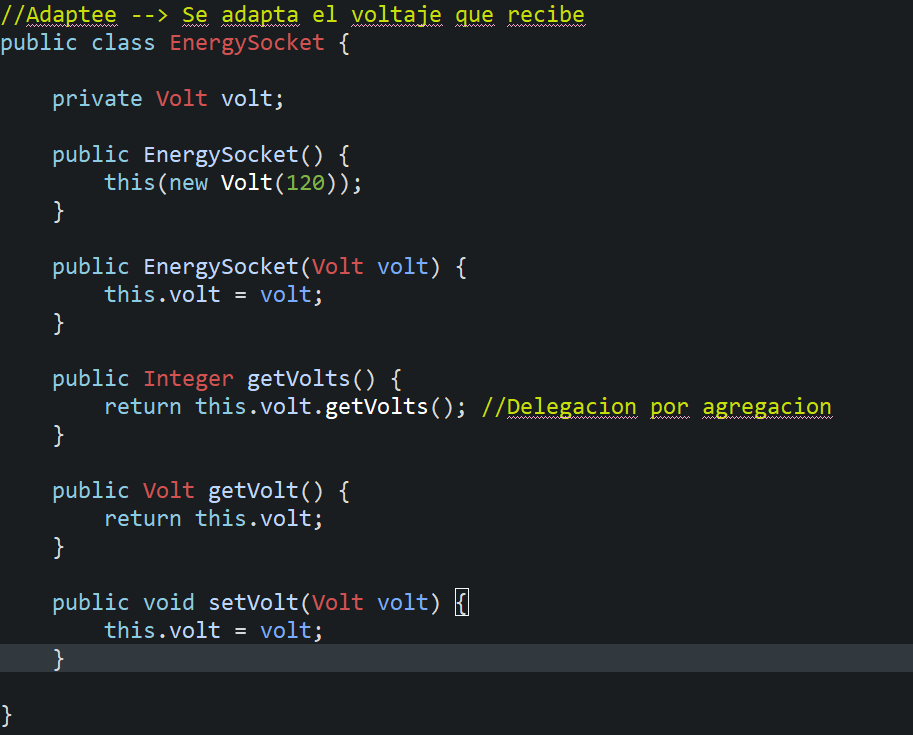 //Adaptee --> Se adapta el voltaje que recibe
public class EnergySocket {
private Volt volt;
public EnergySocket() {
this(new Volt(120));
}
public EnergySocket(Volt volt) {
this.volt = volt;
}
public Integer getVolts() {
return this.volt.getVolts(); //Delegacion por agregacion
}
public Volt getVolt() {
return this.volt;
}
public void setVolt(Volt volt) {
this.volt = volt;
}
}